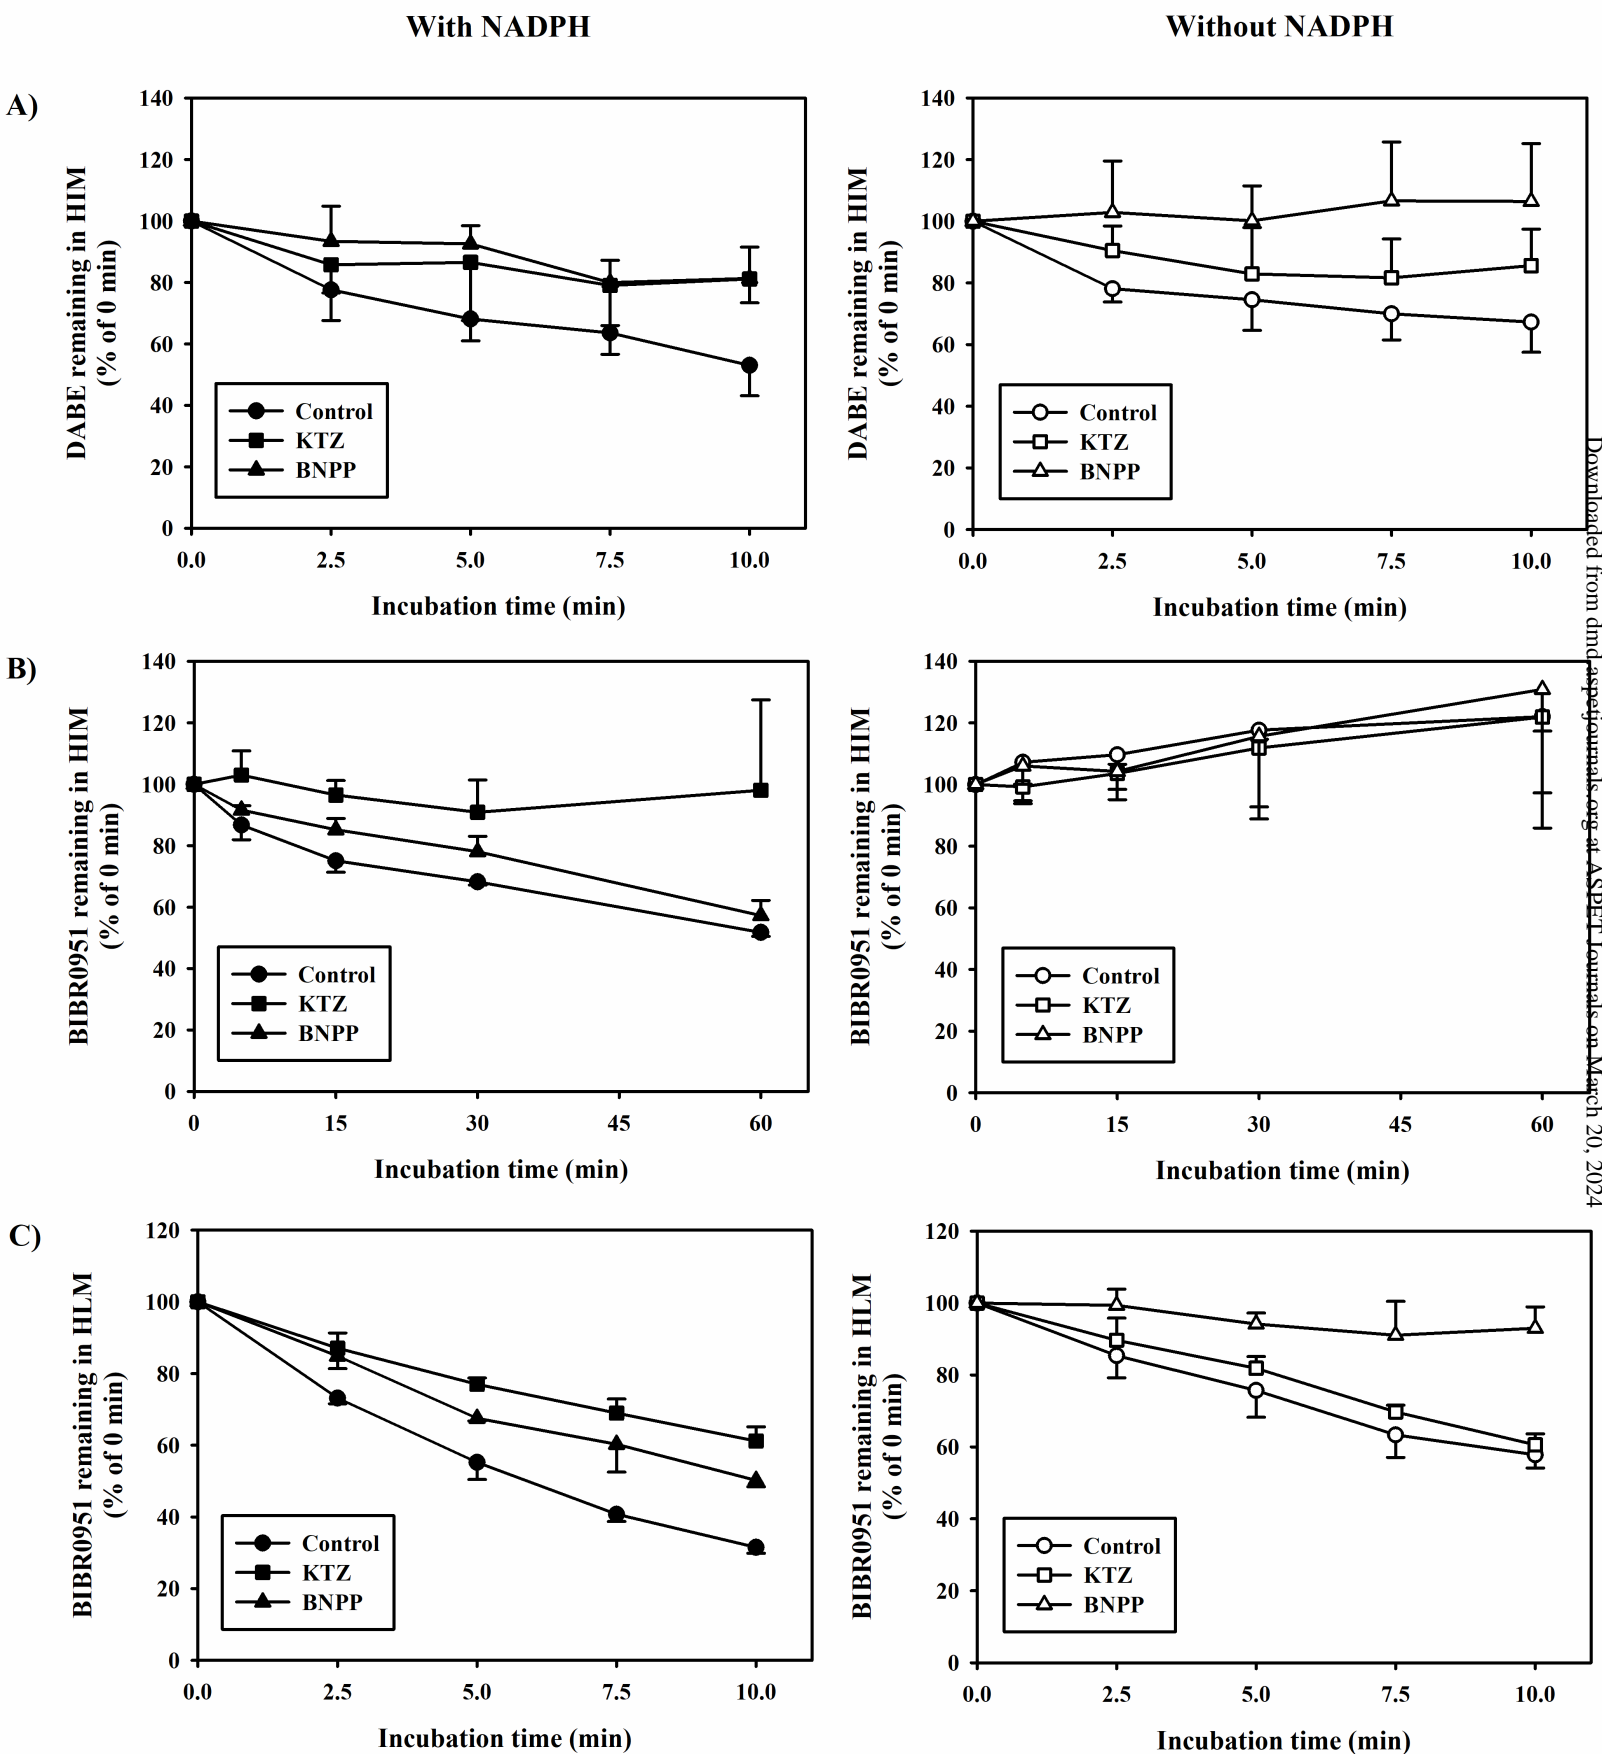 With NADPH
Without NADPH
A)
DABE remaining in HIM
(% of 0 min)
140
120
100
80
60
40
20
0
Control
KTZ
BNPP
0.0 2.5 5.0 7.5 10.0
Incubation time (min)
DABE remaining in HIM
(% of 0 min)
140
120
100
80
60
40
20
0
Control
KTZ
BNPP
0.0 2.5 5.0 7.5 10.0
Incubation time (min)
B)
BIBR0951 remaining in HIM
(% of 0 min)
140
120
100
80
60
40
20
0
Control
KTZ
BNPP
0 15 30 45 60
Incubation time (min)
BIBR0951 remaining in HIM
(% of 0 min)
140
120
100
80
60
40
20
0
Control
KTZ
BNPP
0 15 30 45 60
Incubation time (min)
C)
BIBR0951 remaining in HLM
(% of 0 min)
120
100
80
60
40
20
0
Control
KTZ
BNPP
0.0 2.5 5.0 7.5 10.0
Incubation time (min)
BIBR0951 remaining in HLM
(% of 0 min)
120
100
80
60
40
20
0
Control
KTZ
BNPP
0.0 2.5 5.0 7.5 10.0
Incubation time (min)
Downloaded from dmd.aspetjournals.org at ASPET Journals on March 20, 2024